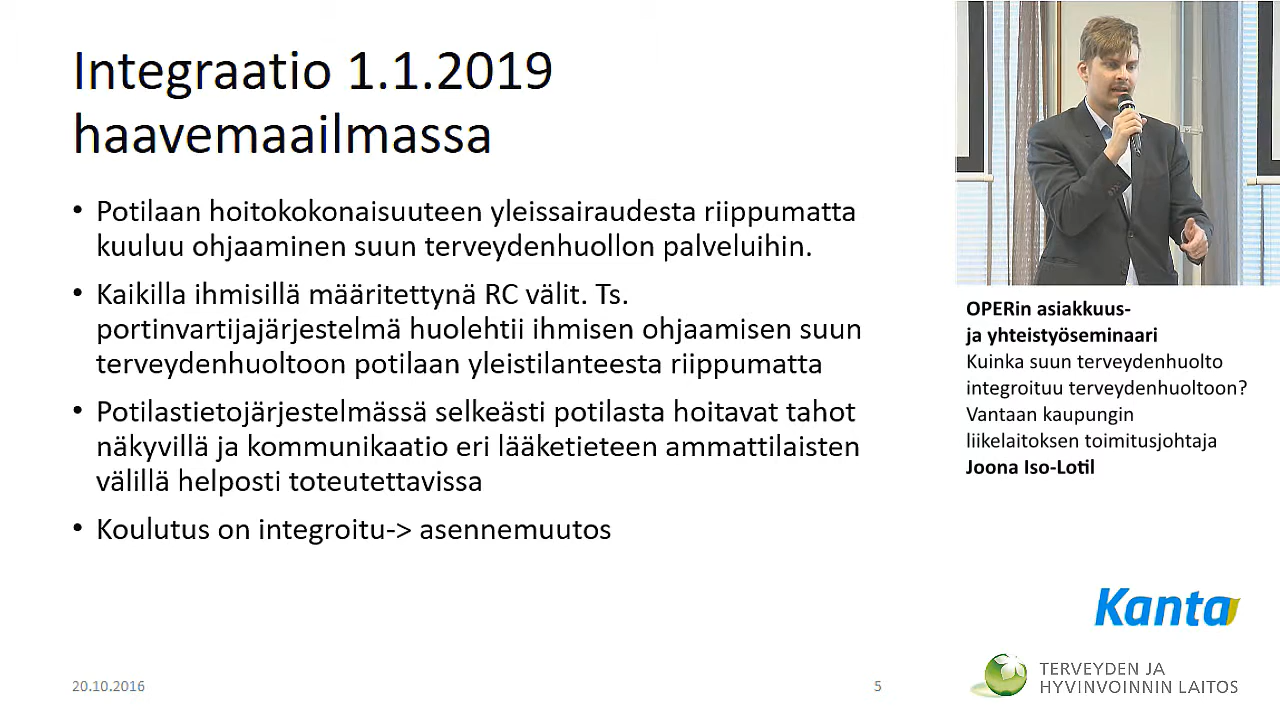 Integraatio 1.1.2019
haavemaailmassa
• Potilaan hoitokokonaisuuteen yleissairaudesta riippumatta
kuuluu ohjaaminen suun terveydenhuollon palveluihin.
• Kaikilla ihmisillä määritettynä RC välit. Ts.
portinvartijajärjestelmä huolehtii ihmisen ohjaamisen suun
terveydenhuoltoon potilaan yleistilanteesta riippumatta
• Potilastietojärjestelmässä selkeästi potilasta hoitavat tahot
näkyvillä ja kommunikaatio eri lääketieteen ammattilaisten
välillä helposti toteutettavissa
• Koulutus on integroitu-> asennemuutos
20.10.2016
5
OPERin asiakkuus-
ja yhteistyöseminaari
Kuinka suun terveydenhuolto
integroituu terveydenhuoltoon?
Vantaan kaupungin
liikelaitoksen toimitusjohtaja
Joona Iso-Lotil
Kanta
TERVEYDEN JA
HYVINVOINNIN LAITOS